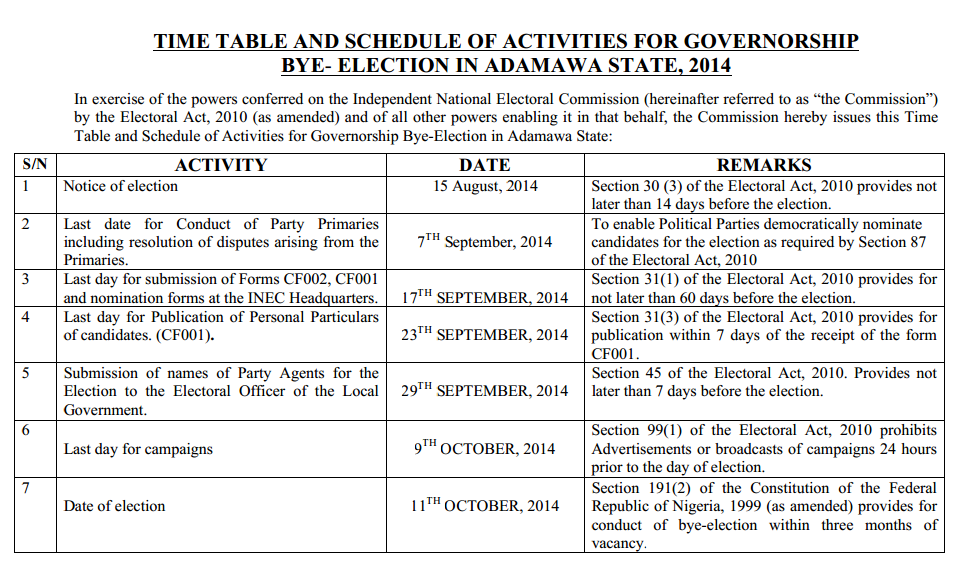 TIME TABLE AND SCHEDULE OF ACTIVITIES FOR GOVERNORSHIP
BYE- ELECTION IN ADAMAWA STATE, 2014
In exercise of the powers conferred on the Independent National Electoral Commission (hereinafter referred to as “the Commission”)
by the Electoral Act, 2010 (as amended) and of all other powers enabling it in that behalf, the Commission hereby issues this Time
Table and Schedule of Activities for Governorship Bye-Election in Adamawa State:
S/N ACTIVITY DATE REMARKS
1 Notice of election 15 August, 2014 Section 30 (3) of the Electoral Act, 2010 provides not
later than 14 days before the election.
2 Last date for Conduct of Party Primaries To enable Political Parties democratically nominate
including resolution of disputes arising from the 7TH September, 2014 candidates for the election as required by Section 87
Primaries. of the Electoral Act, 2010
3 Last day for submission of Forms CF002, CF001 Section 31(1) of the Electoral Act, 2010 provides for
and nomination forms at the INEC Headquarters. 17TH SEPTEMBER, 2014 not later than 60 days before the election.
4 Last day for Publication of Personal Particulars Section 31(3) of the Electoral Act, 2010 provides for
of candidates. (CF001). 23TH SEPTEMBER, 2014 publication within 7 days of the receipt of the form
CF001.
5 Submission of names of Party Agents for the Section 45 of the Electoral Act, 2010. Provides not
Election to the Electoral Officer of the Local 29TH SEPTEMBER, 2014 later than 7 days before the election.
Government.
6 Section 99(1) of the Electoral Act, 2010 prohibits
Last day for campaigns 9TH OCTOBER, 2014 Advertisements or broadcasts of campaigns 24 hours
prior to the day of election.
7 Section 191(2) of the Constitution of the Federal
Date of election 11TH OCTOBER, 2014 Republic of Nigeria, 1999 (as amended) provides for
conduct of bye-election within three months of
vacancy.